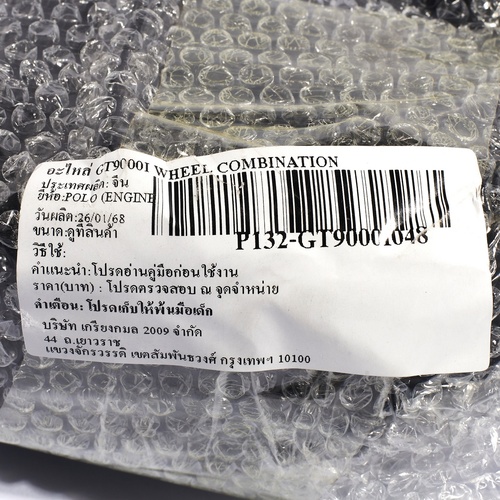 อะไหล่ GT9000I WHEEL COMBINATION
ประเทศผลิต: จีน
ยี่ห้อ:POLO (ENGINE
วันผลิต:26/01/68
ขนาด:ดูที่สินค้า
P132-GT9000I048
วิธีใช้:
คำแนะนำ:โปรดอ่านคู่มือก่อนใช้งาน
ราคา(บาท) : โปรดตรวจสอบ ณ จุดจำหน่าย
คำเตือน: โปรดเก็บให้พ้นมือเด็ก
บริษัท เกรียงกมล 2009 จำกัด
44 ถ.เยาวราช
แขวงจักรวรรดิ เขตสัมพันธวงศ์ กรุงเทพฯ 10100